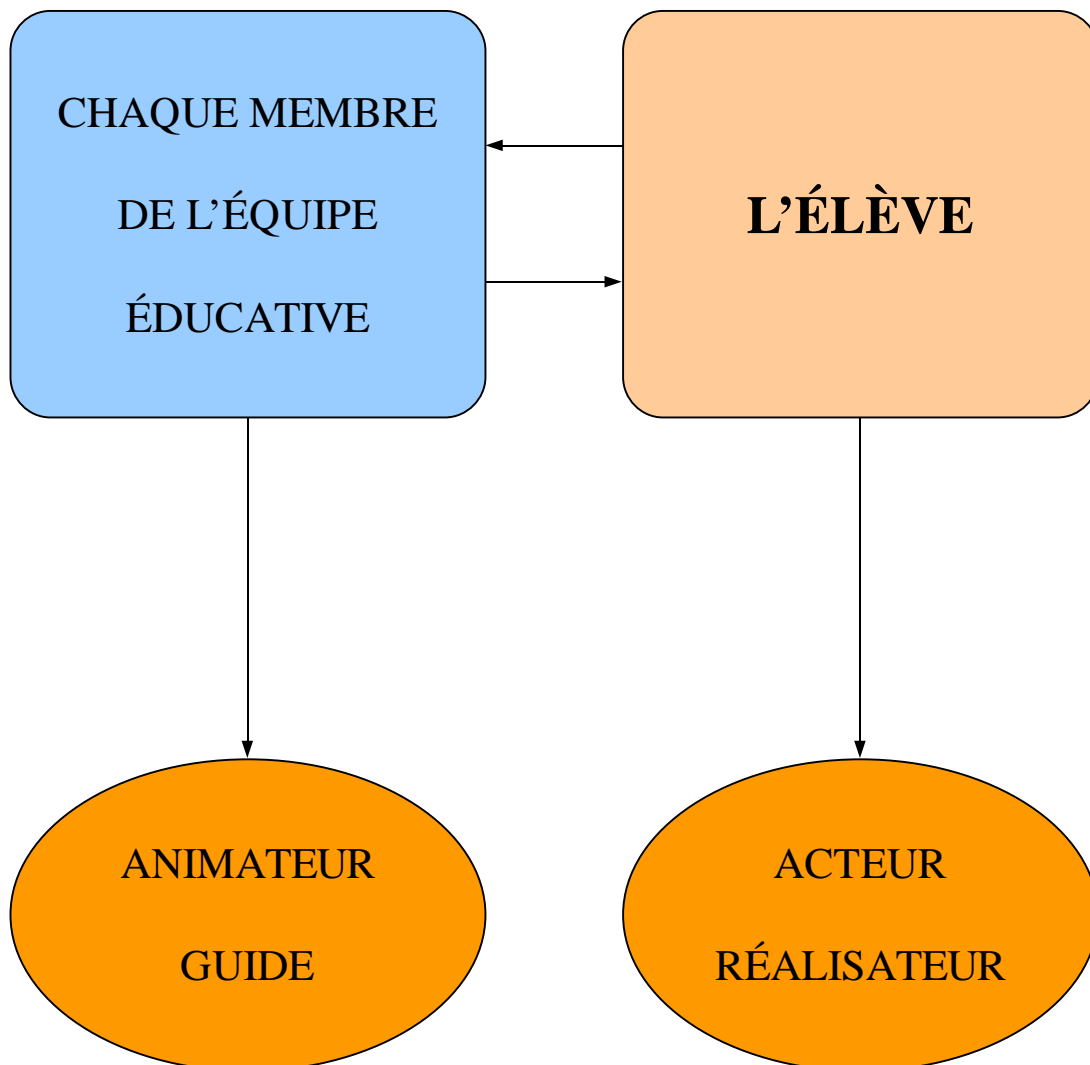 CHAQUE MEMBRE
DE L’ÉQUIPE
ÉDUCATIVE
L’ÉLÈVE
ANIMATEUR
GUIDE
ACTEUR
RÉALISATEUR